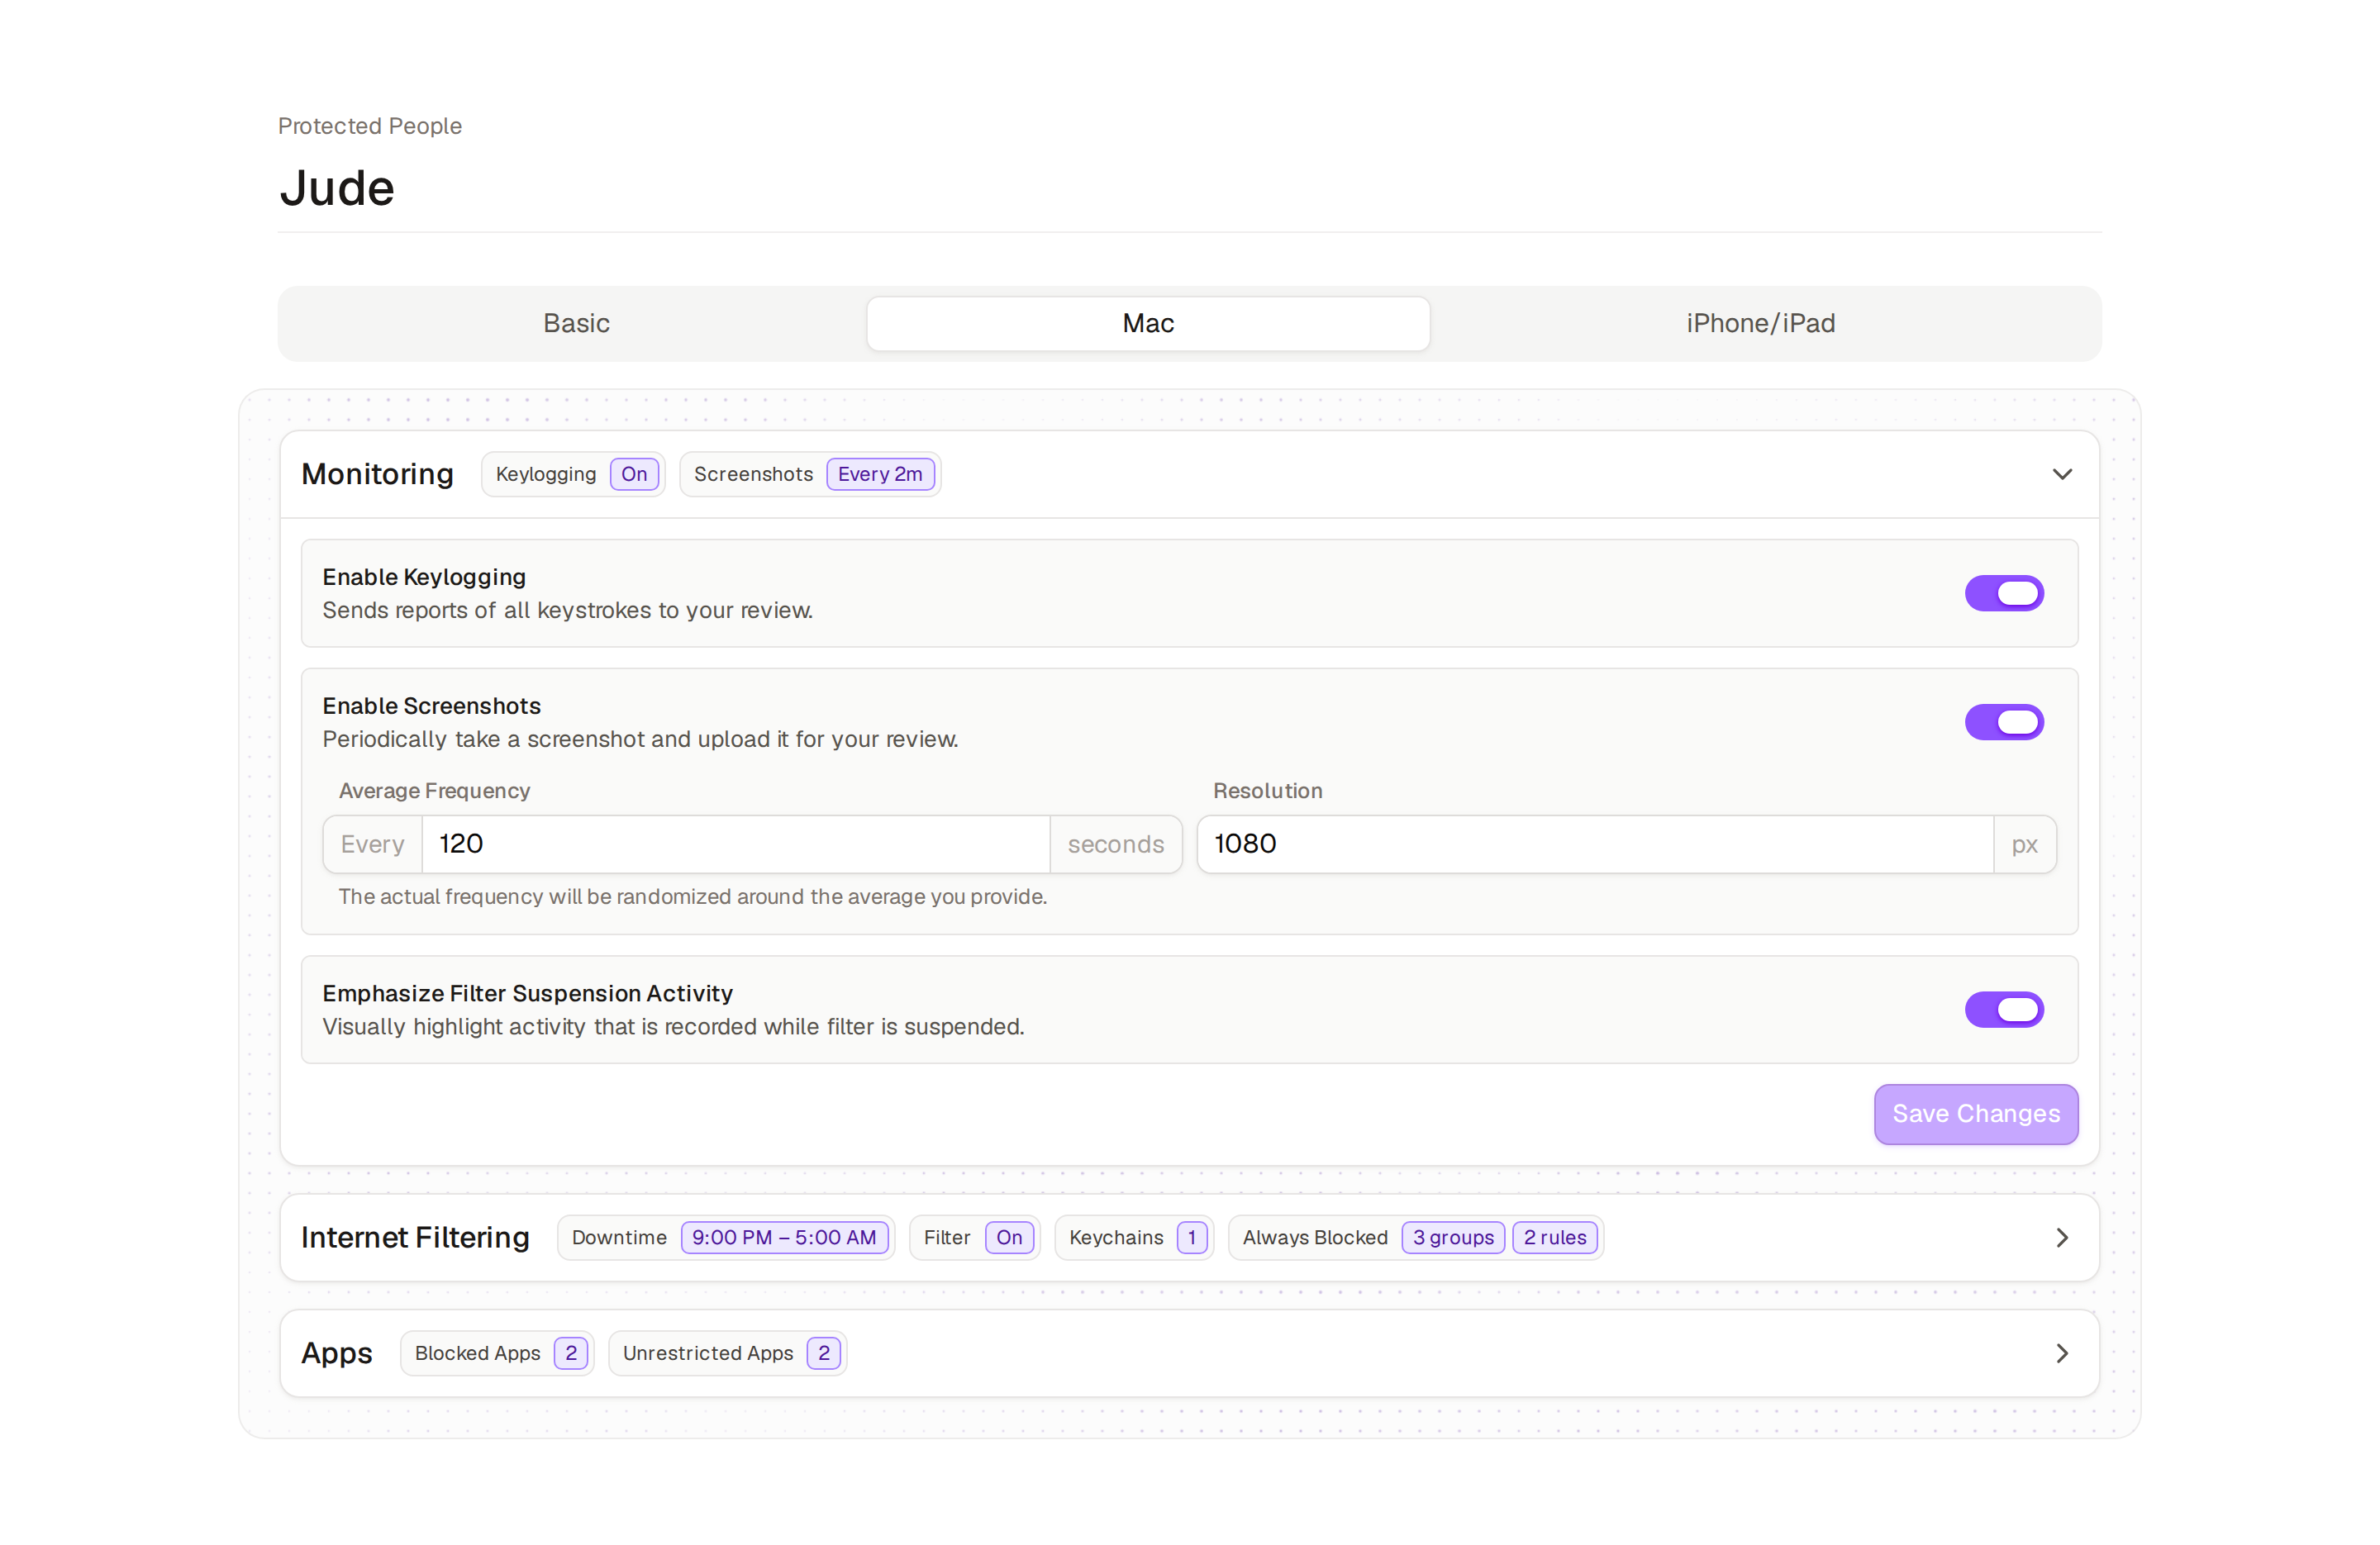 Protected People
Jude
Basic Mac iPhone/iPad
Monitoring Keylogging On Screenshots Every 2m
Enable Keylogging
Sends reports of all keystrokes to your review.
Enable Screenshots
Periodically take a screenshot and upload it for your review.
Average Frequency Resolution
Every 120 seconds 1080 px
The actual frequency will be randomized around the average you provide.
Emphasize Filter Suspension Activity
Visually highlight activity that is recorded while filter is suspended.
Save Changes
Internet Filtering Downtime 9:00 PM – 5:00 AM Filter On Keychains 1 Always Blocked 3 groups 2 rules
Apps Blocked Apps 2 Unrestricted Apps 2